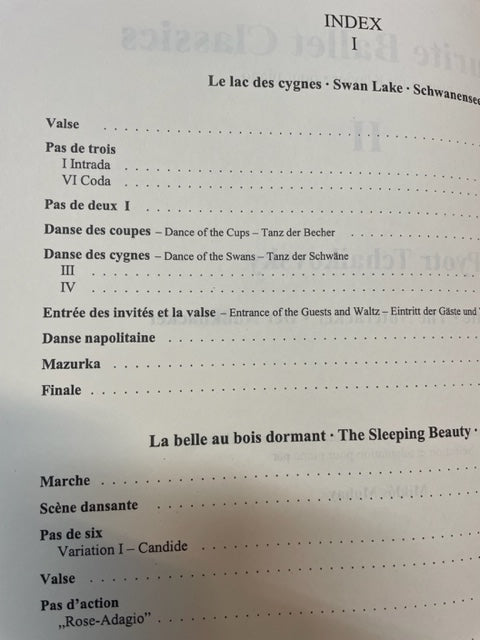 INDEX
I
Le lac des cygnes · Swan Lake · Schwanensee
Valse . . . . . . . . . . . . . . . . . . . . . . . . . . . . . .
Pas de trois
I Intrada . . . . . . . . . . . . . . . . . . . . . . . . . . . .
VI Coda . . . . . . . . . . . . . . . . . . . . . . . . . . . .
Pas de deux I . . . . . . . . . . . . . . . . . . . . . . . . . .
Danse des coupes – Dance of the Cups – Tanz der Becher . . . . . . . . . .
Danse des cygnes – Dance of the Swans – Tanz der Schwäne
III . . . . . . . . . . . . . . . . . . . . . . . . . . . . . . .
IV . . . . . . . . . . . . . . . . . . . . . . . . . . . . . . .
Entrée des invités et la valse – Entrance of the Guests and Waltz – Eintritt der Gäste und
Danse napolitaine . . . . . . . . . . . . . . . . . . . . . . . .
Mazurka . . . . . . . . . . . . . . . . . . . . . . . . . . . . .
Finale . . . . . . . . . . . . . . . . . . . . . . . . . . . . . .
La belle au bois dormant · The Sleeping Beauty ·
Marche . . . . . . . . . . . . . . . . . . . . . . . . . . . . .
Scène dansante . . . . . . . . . . . . . . . . . . . . . . . . .
Pas de six
Variation I – Candide . . . . . . . . . . . . . . . . . . . . . .
Valse . . . . . . . . . . . . . . . . . . . . . . . . . . . . . .
Pas d'action
„Rose-Adagio” . . . . . . . . . . . . . . . . . . . . . . . . .